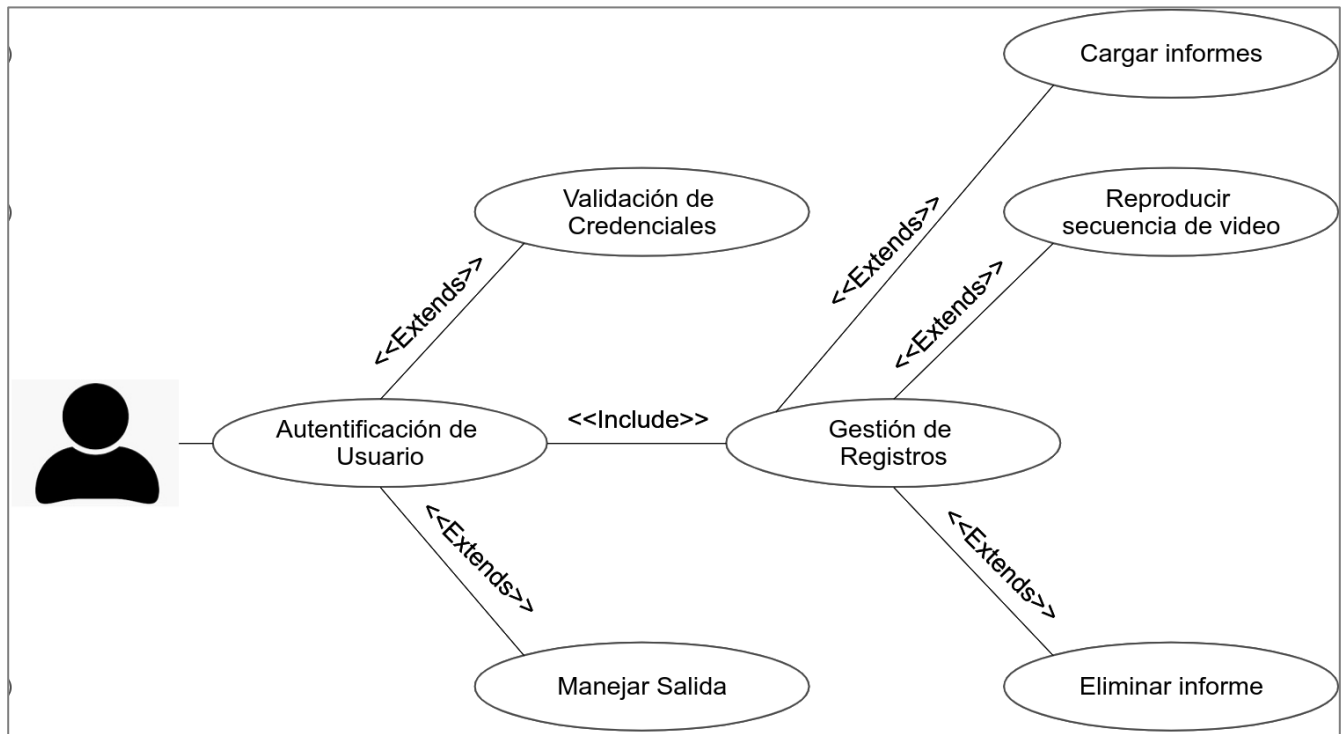 Cargar informes
Validación de
Credenciales
Reproducir
secuencia de video
<<Extends>>
<<Extends>>
<<Extends>>
Autentificación de
Usuario
<<Include>>
Gestión de
Registros
<<Extends>>
<<Extends>>
Manejar Salida
Eliminar informe